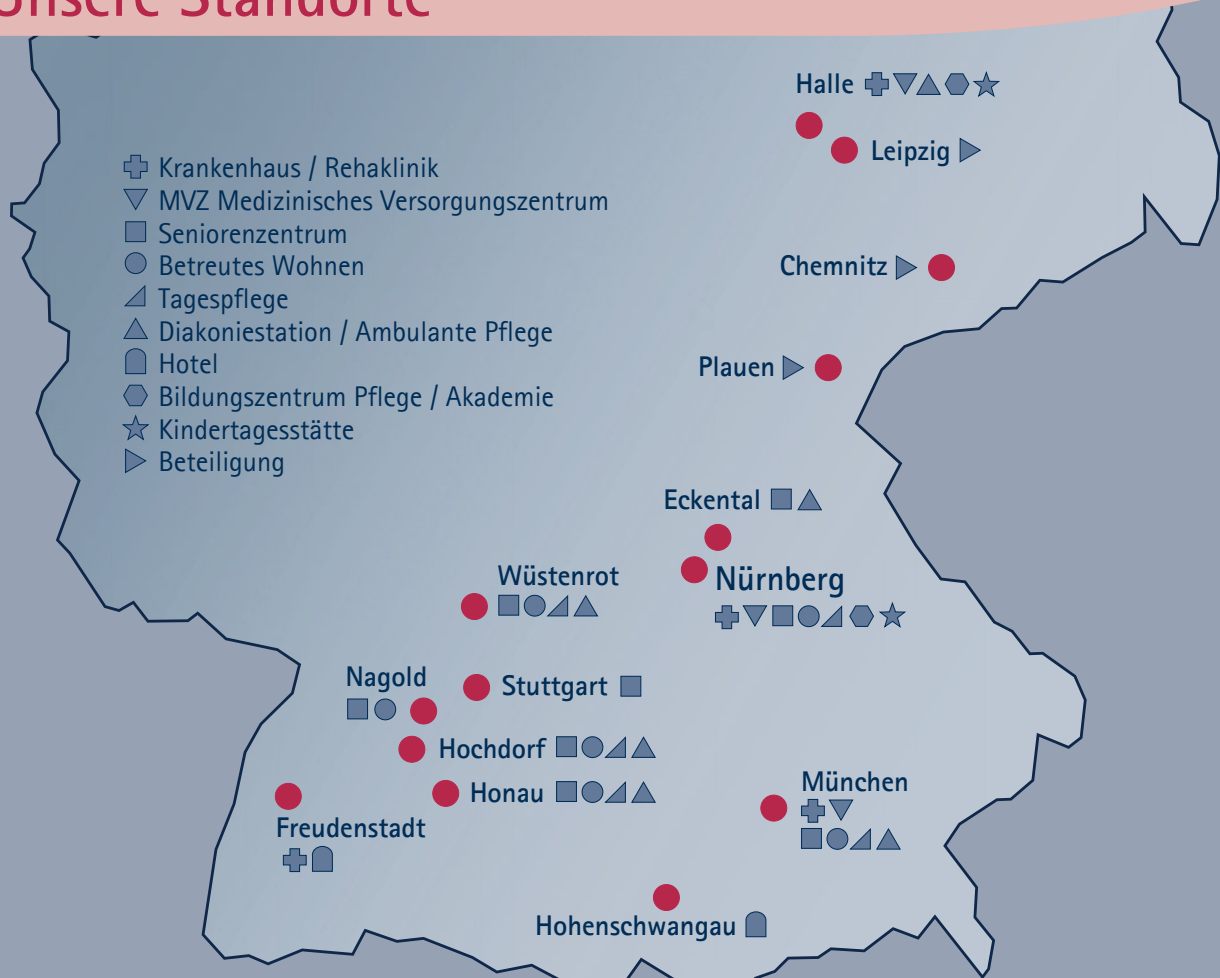 Unsere Standorte
Halle
Leipzig
Krankenhaus / Rehaklinik
MVZ Medizinisches Versorgungszentrum
Seniorenzentrum
Betreutes Wohnen
Tagespflege
Diakoniestation / Ambulante Pflege
Hotel
Bildungszentrum Pflege / Akademie
Kindertagesstätte
Beteiligung
Chemnitz
Plauen
Eckental
Nürnberg
Wüstenrot
Nagold
Stuttgart
Hochdorf
Honau
Freudenstadt
München
Hohenschwangau